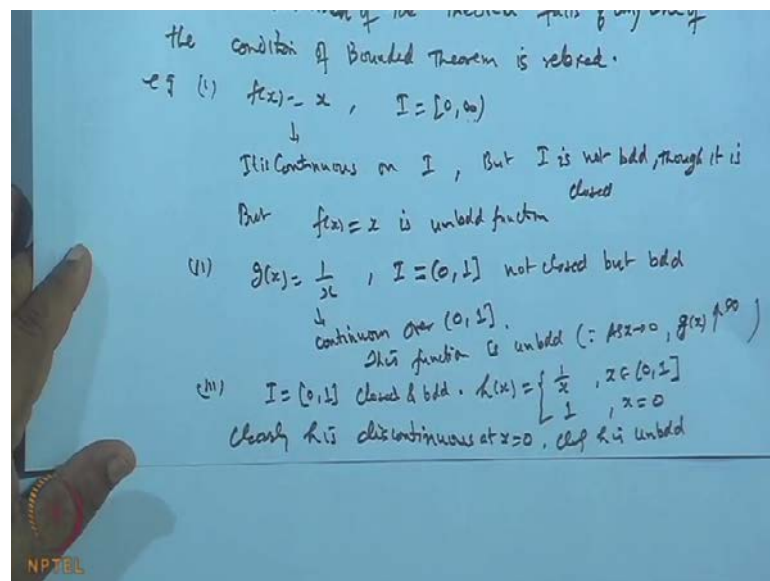 the condition of Bounded Theorem is relaxed.
eg (i) f(x) = x , I = [0, ∞)
↓
It is Continuous on I , But I is not bdd, though it is
closed
But f(x) = x is unbdd function
(ii) g(x) = 1/x , I = (0, 1] not closed but bdd
↓
continuous over (0, 1].
This function is unbdd (∵ As x→0, g(x) ↑ ∞)
(iii) I = [0, 1] closed & bdd . h(x) = { 1/x , x ∈ (0, 1]
1 , x = 0
Clearly h is discontinuous at x = 0. h is unbdd
NPTEL